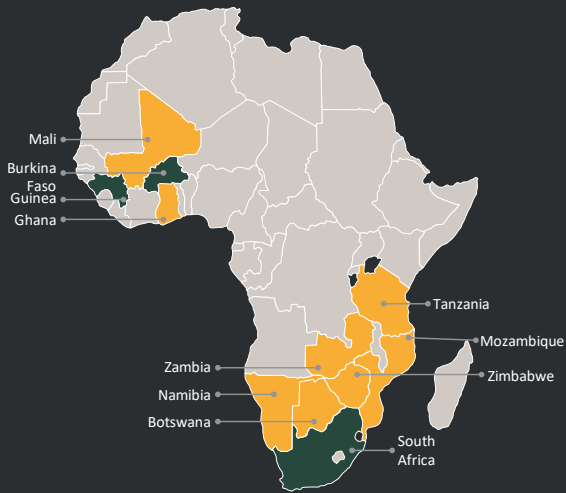 Mali
Burkina
Faso
Guinea
Ghana
Tanzania
Mozambique
Zambia
Zimbabwe
Namibia
Botswana
South
Africa